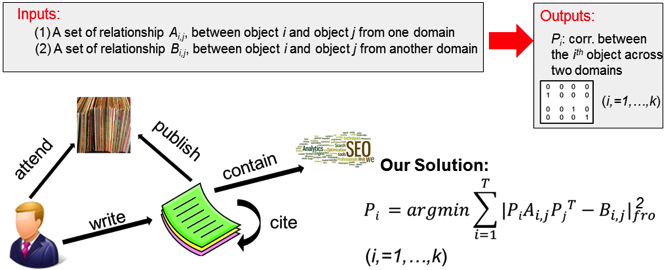 Inputs:
(1) A set of relationship A_{i,j}, between object i and object j from one domain
(2) A set of relationship B_{i,j}, between object i and object j from another domain
Outputs:
P_i: corr. between
the i^{th} object across
two domains
0 0 0 0
1 0 0 0
0 0 1 0
0 0 0 1
(i,=1,…,k)
attend
publish
contain
write
cite
Analytics
Search
SEO
we
Our Solution:
P_i = argmin ∑_{i=1}^{T} |P_i A_{i,j} P_j^T − B_{i,j}|_{fro}^2
(i,=1,…,k)